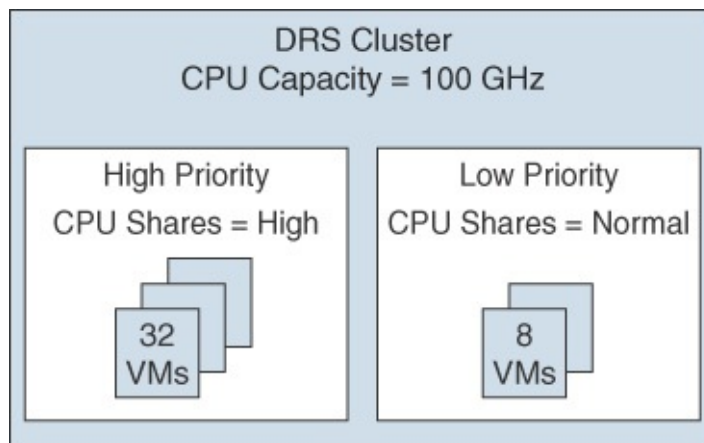 DRS Cluster
CPU Capacity = 100 GHz
High Priority
CPU Shares = High
32
VMs
Low Priority
CPU Shares = Normal
8
VMs